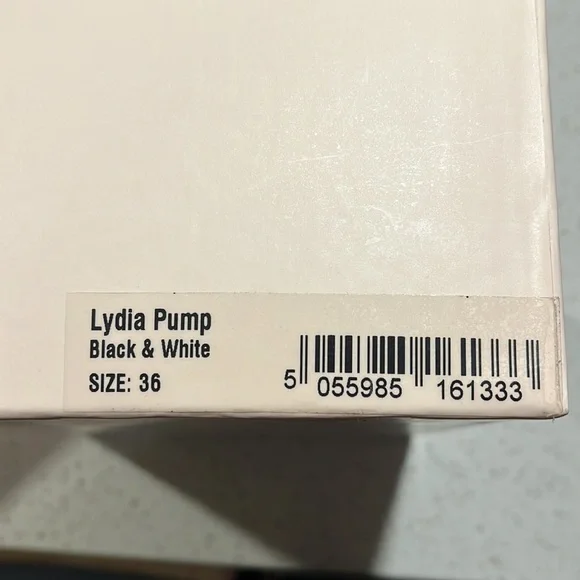 Lydia Pump
Black & White
SIZE: 36
5 055985 161333